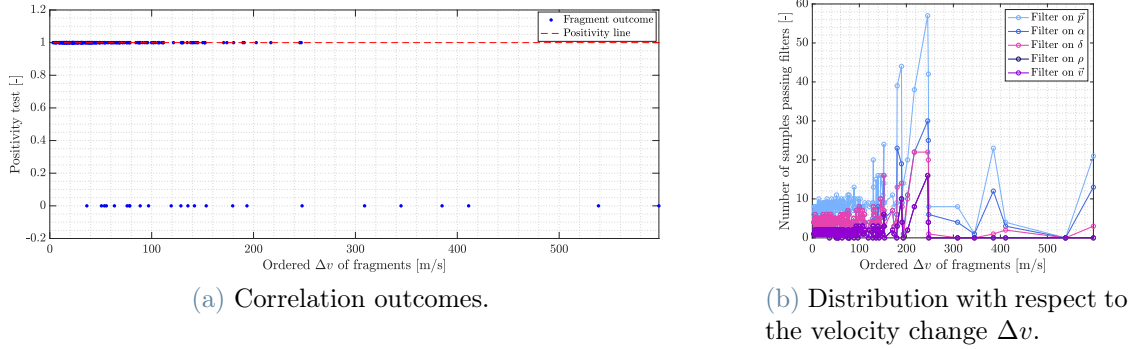 1.2
1
0.8
0.6
0.4
0.2
0
-0.2
Positivity test [-]
0 100 200 300 400 500
Ordered Δv of fragments [m/s]
Fragment outcome
Positivity line
(a) Correlation outcomes.
60
50
40
30
20
10
0
Number of samples passing filters [-]
0 100 200 300 400 500
Ordered Δv of fragments [m/s]
Filter on p⃗
Filter on α
Filter on δ
Filter on ρ
Filter on v⃗
(b) Distribution with respect to
the velocity change Δv.